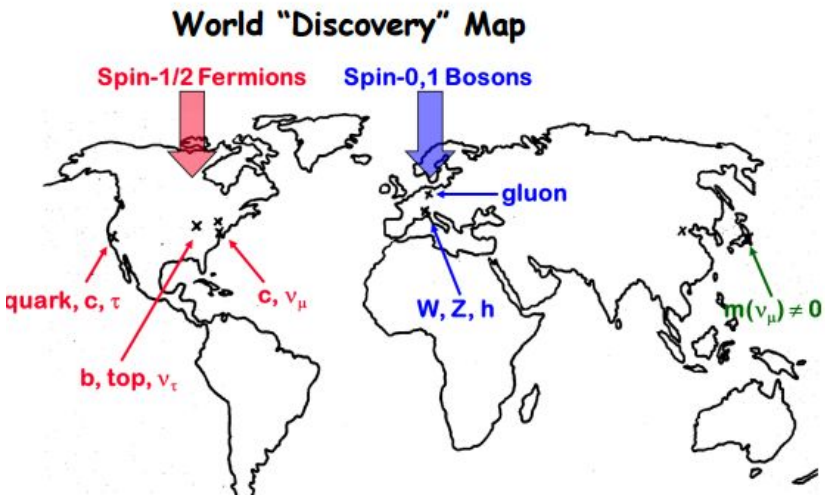 World “Discovery” Map
Spin-1/2 Fermions
Spin-0,1 Bosons
gluon
quark, c, τ
c, νμ
W, Z, h
m(νμ) ≠ 0
b, top, ντ